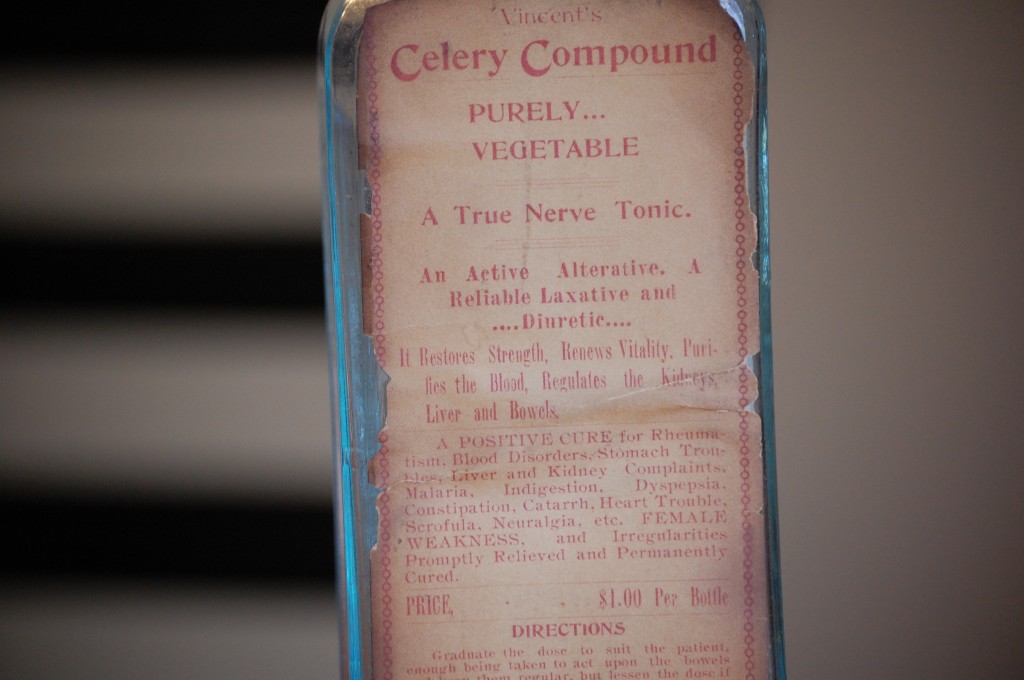 Vincent's
Celery Compound
PURELY...
VEGETABLE
A True Nerve Tonic.
An Active Alterative. A
Reliable Laxative and
....Diuretic....
It Restores Strength, Renews Vitality, Puri-
fies the Blood, Regulates the Kidneys,
Liver and Bowels.
A POSITIVE CURE for Rheuma-
tism, Blood Disorders, Stomach Trou-
bles, Liver and Kidney Complaints,
Malaria, Indigestion, Dyspepsia,
Constipation, Catarrh, Heart Trouble,
Scrofula, Neuralgia, etc. FEMALE
WEAKNESS, and Irregularities
Promptly Relieved and Permanently
Cured.
PRICE, - - $1.00 Per Bottle
DIRECTIONS
Graduate the dose to suit the patient,
enough being taken to act upon the bowels
them regular, but lessen the dose if